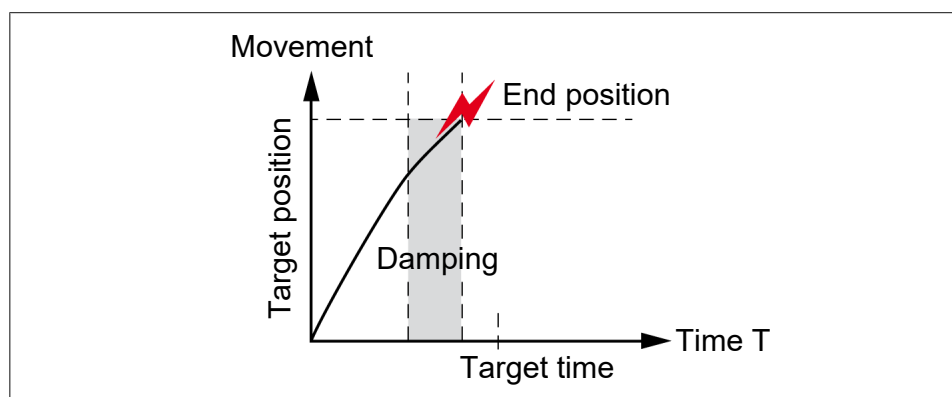 Movement
End position
Target position
Damping
Time T
Target time